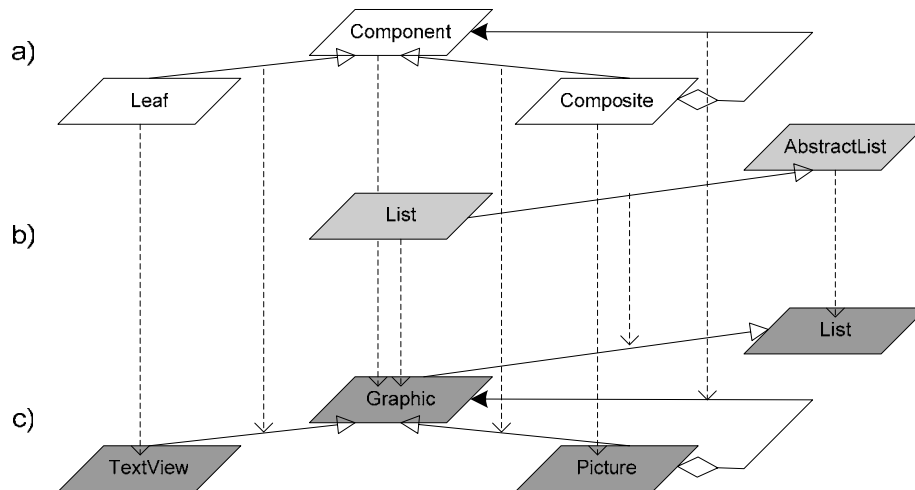 Component
a)
Leaf
Composite
AbstractList
List
b)
List
Graphic
c)
TextView
Picture